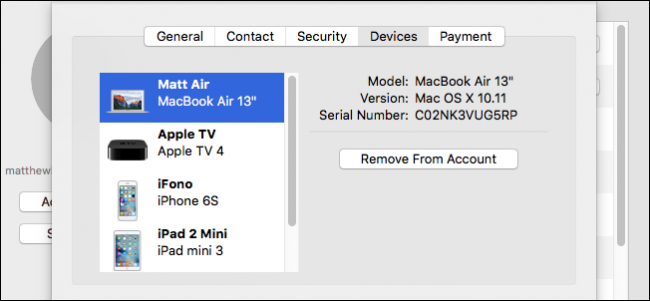 General Contact Security Devices Payment
Matt Air
MacBook Air 13"
Apple TV
Apple TV 4
iFono
iPhone 6S
iPad 2 Mini
iPad mini 3
Model: MacBook Air 13"
Version: Mac OS X 10.11
Serial Number: C02NK3VUG5RP
Remove From Account